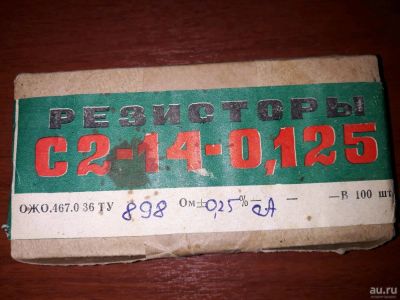 РЕЗИСТОРЫ
С2-14-0,125
ОЖО.467.0 36 ТУ 898 Ом ± 0,25 % — А — — В 100 шт
au.ru